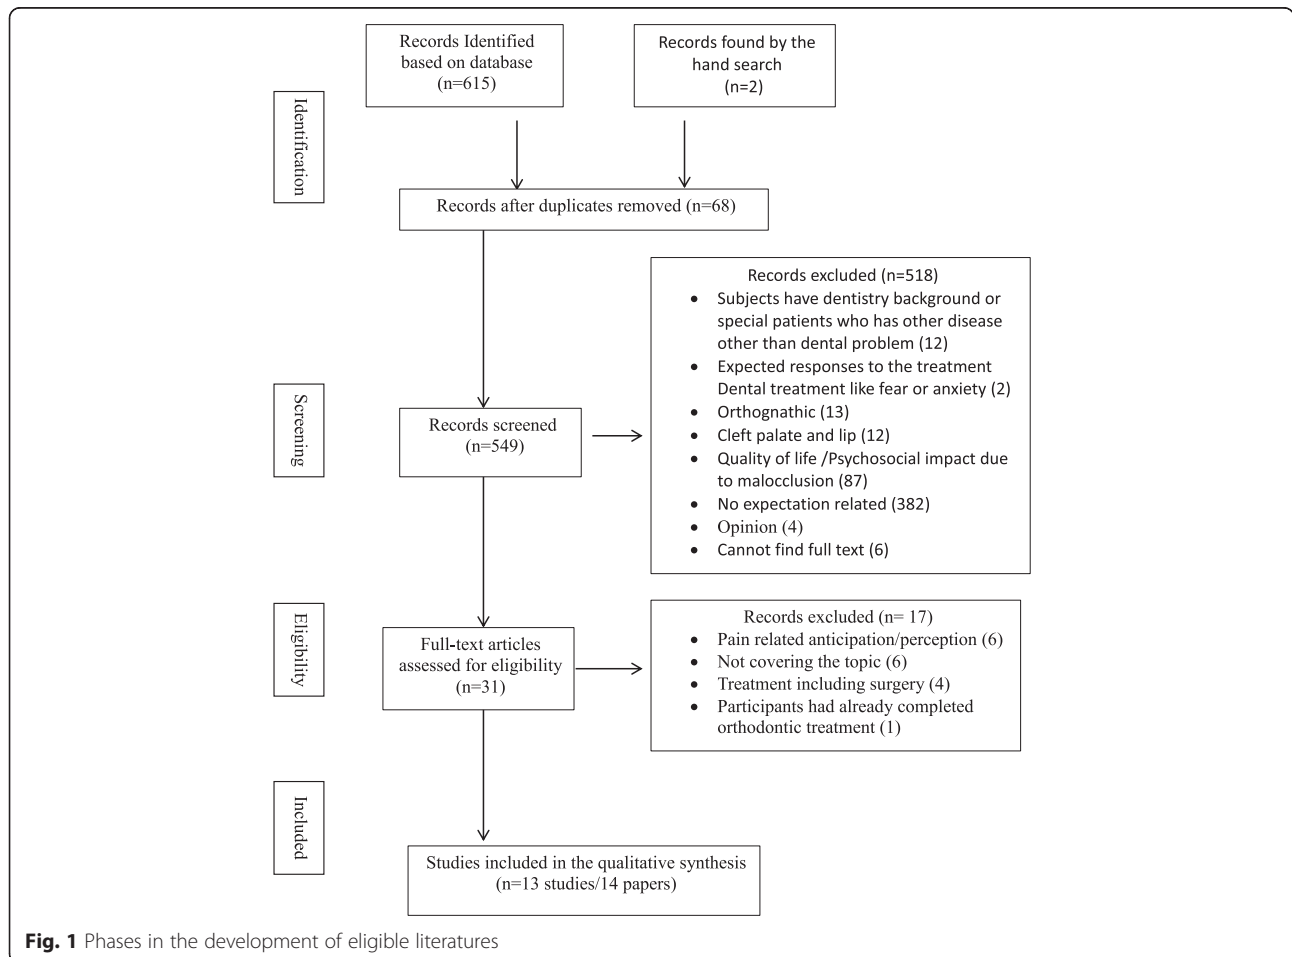 Records Identified
based on database
(n=615)
Records found by the
hand search
(n=2)
Identification
Records after duplicates removed (n=68)
Records excluded (n=518)
• Subjects have dentistry background or
special patients who has other disease
other than dental problem (12)
• Expected responses to the treatment
Dental treatment like fear or anxiety (2)
• Orthognathic (13)
• Cleft palate and lip (12)
• Quality of life /Psychosocial impact due
to malocclusion (87)
• No expectation related (382)
• Opinion (4)
• Cannot find full text (6)
Screening
Records screened
(n=549)
Eligibility
Full-text articles
assessed for eligibility
(n=31)
Records excluded (n= 17)
• Pain related anticipation/perception (6)
• Not covering the topic (6)
• Treatment including surgery (4)
• Participants had already completed
orthodontic treatment (1)
Included
Studies included in the qualitative synthesis
(n=13 studies/14 papers)
Fig. 1 Phases in the development of eligible literatures